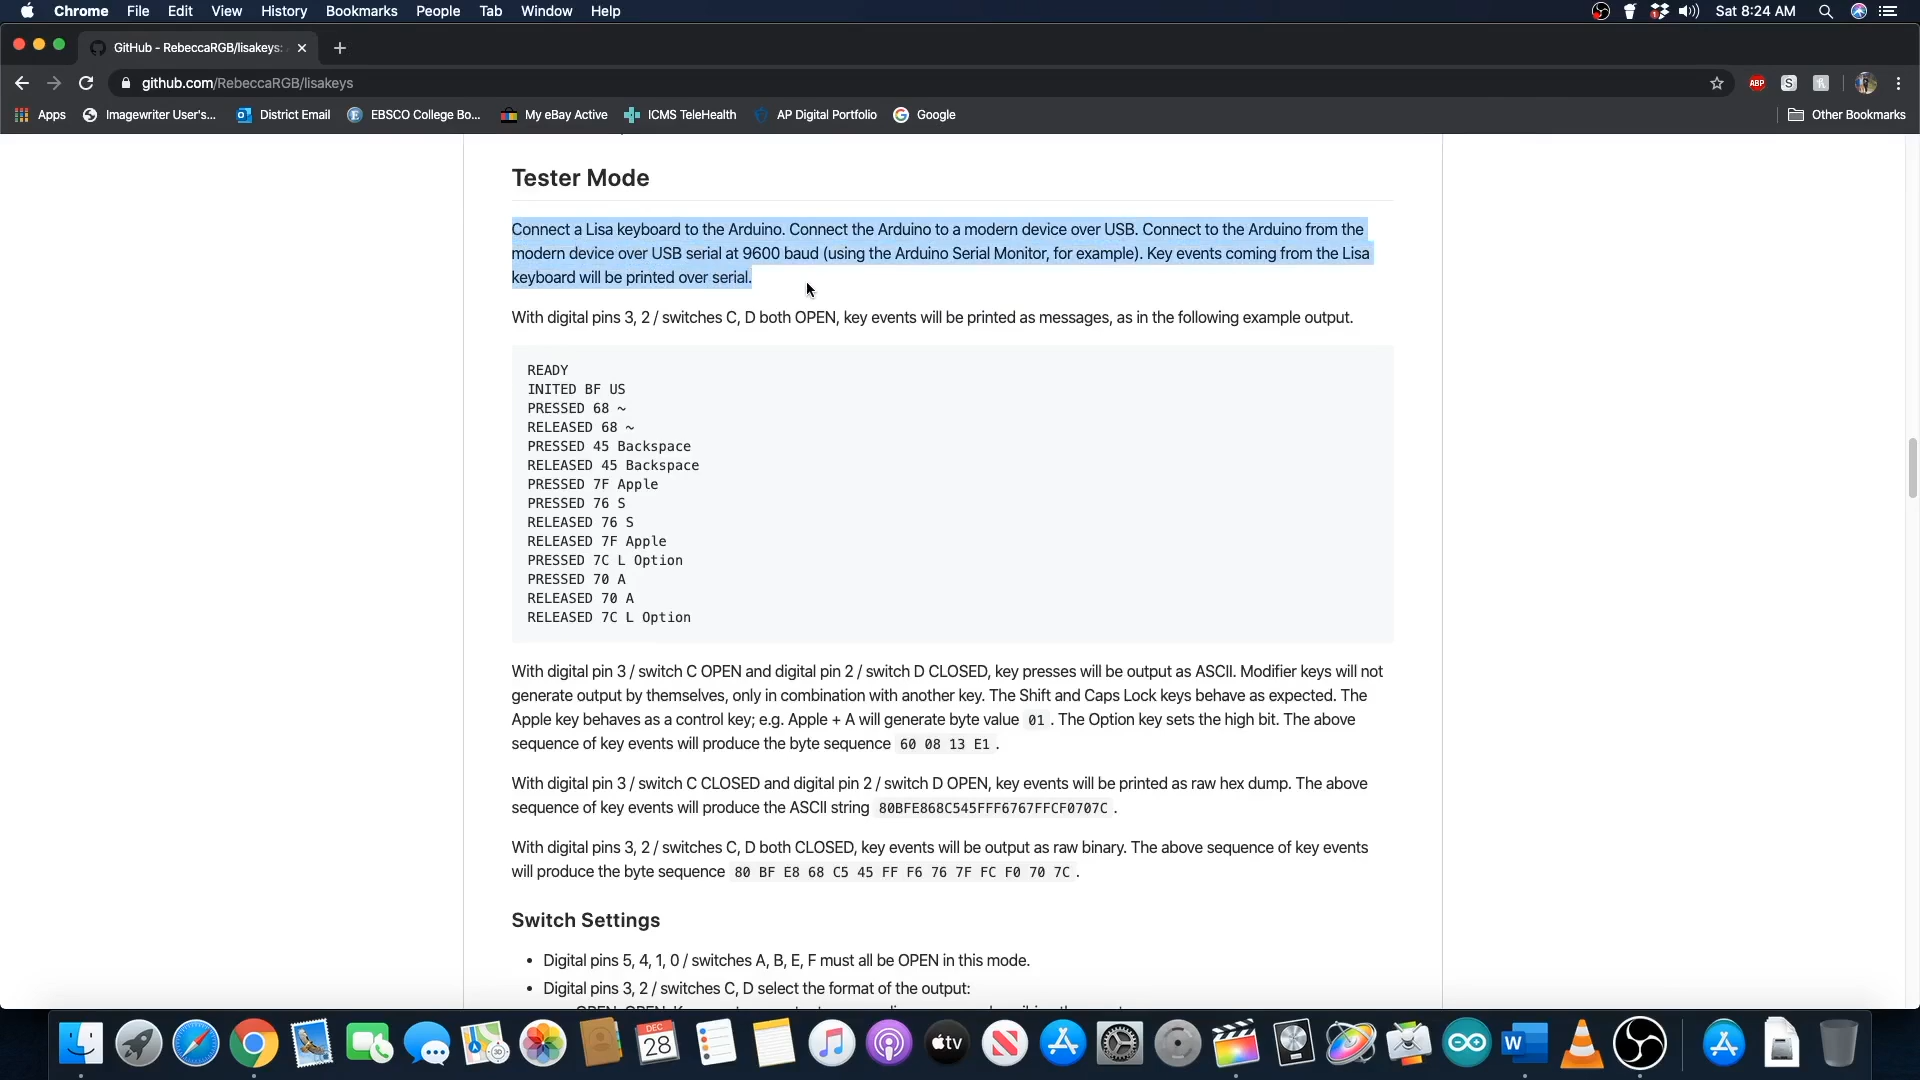 Chrome File Edit View History Bookmarks People Tab Window Help Sat 8:24 AM
GitHub - RebeccaRGB/lisakeys:
github.com/RebeccaRGB/lisakeys ABP S
Apps Imagewriter User's... District Email EBSCO College Bo... My eBay Active ICMS TeleHealth AP Digital Portfolio Google Other Bookmarks
Tester Mode
Connect a Lisa keyboard to the Arduino. Connect the Arduino to a modern device over USB. Connect to the Arduino from the
modern device over USB serial at 9600 baud (using the Arduino Serial Monitor, for example). Key events coming from the Lisa
keyboard will be printed over serial.
With digital pins 3, 2 / switches C, D both OPEN, key events will be printed as messages, as in the following example output.
READY
INITED BF US
PRESSED 68 ~
RELEASED 68 ~
PRESSED 45 Backspace
RELEASED 45 Backspace
PRESSED 7F Apple
PRESSED 76 S
RELEASED 76 S
RELEASED 7F Apple
PRESSED 7C L Option
PRESSED 70 A
RELEASED 70 A
RELEASED 7C L Option
With digital pin 3 / switch C OPEN and digital pin 2 / switch D CLOSED, key presses will be output as ASCII. Modifier keys will not
generate output by themselves, only in combination with another key. The Shift and Caps Lock keys behave as expected. The
Apple key behaves as a control key; e.g. Apple + A will generate byte value 01 . The Option key sets the high bit. The above
sequence of key events will produce the byte sequence 60 08 13 E1 .
With digital pin 3 / switch C CLOSED and digital pin 2 / switch D OPEN, key events will be printed as raw hex dump. The above
sequence of key events will produce the ASCII string 80BFE868C545FFF6767FFCF0707C .
With digital pins 3, 2 / switches C, D both CLOSED, key events will be output as raw binary. The above sequence of key events
will produce the byte sequence 80 BF E8 68 C5 45 FF F6 76 7F FC F0 70 7C .
Switch Settings
• Digital pins 5, 4, 1, 0 / switches A, B, E, F must all be OPEN in this mode.
• Digital pins 3, 2 / switches C, D select the format of the output:
DEC
28
tv
W